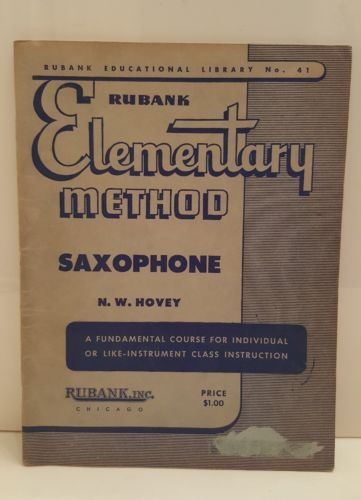 RUBANK EDUCATIONAL LIBRARY No. 41
RUBANK
Elementary
METHOD
SAXOPHONE
N. W. HOVEY
A FUNDAMENTAL COURSE FOR INDIVIDUAL
OR LIKE-INSTRUMENT CLASS INSTRUCTION
RUBANK, INC.
CHICAGO
PRICE
$1.00